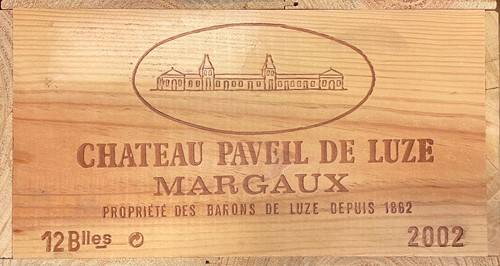 CHATEAU PAVEIL DE LUZE
MARGAUX
PROPRIÉTÉ DES BARONS DE LUZE DEPUIS 1862
12 Blles 2002